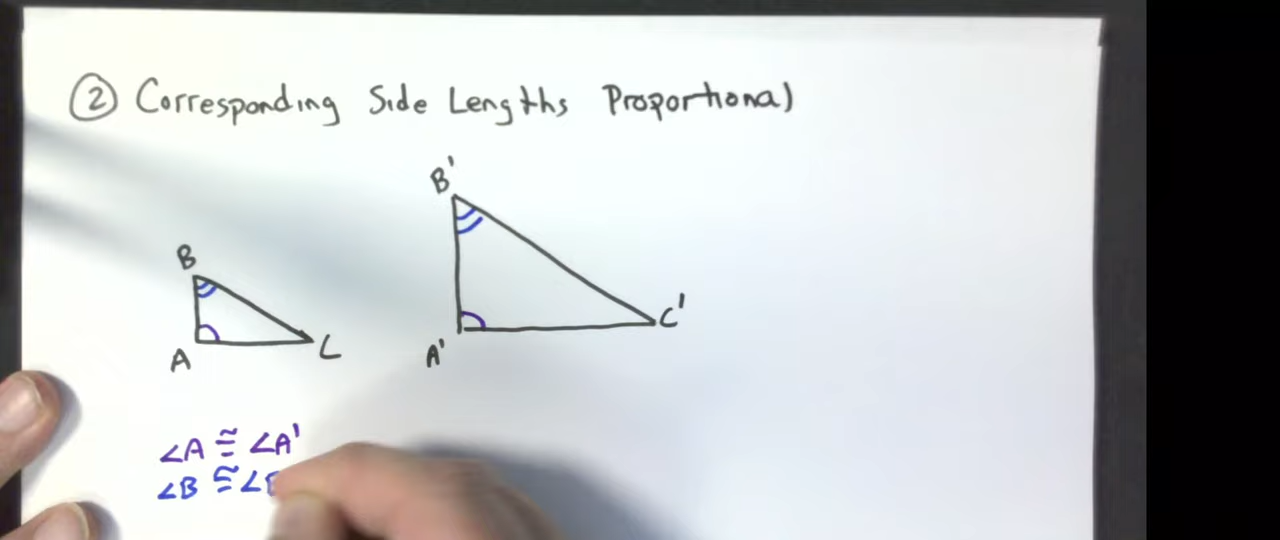 ② Corresponding Side Lengths Proportional
B'
B
C'
A
C
A'
∠A ≅ ∠A'
∠B ≅ ∠